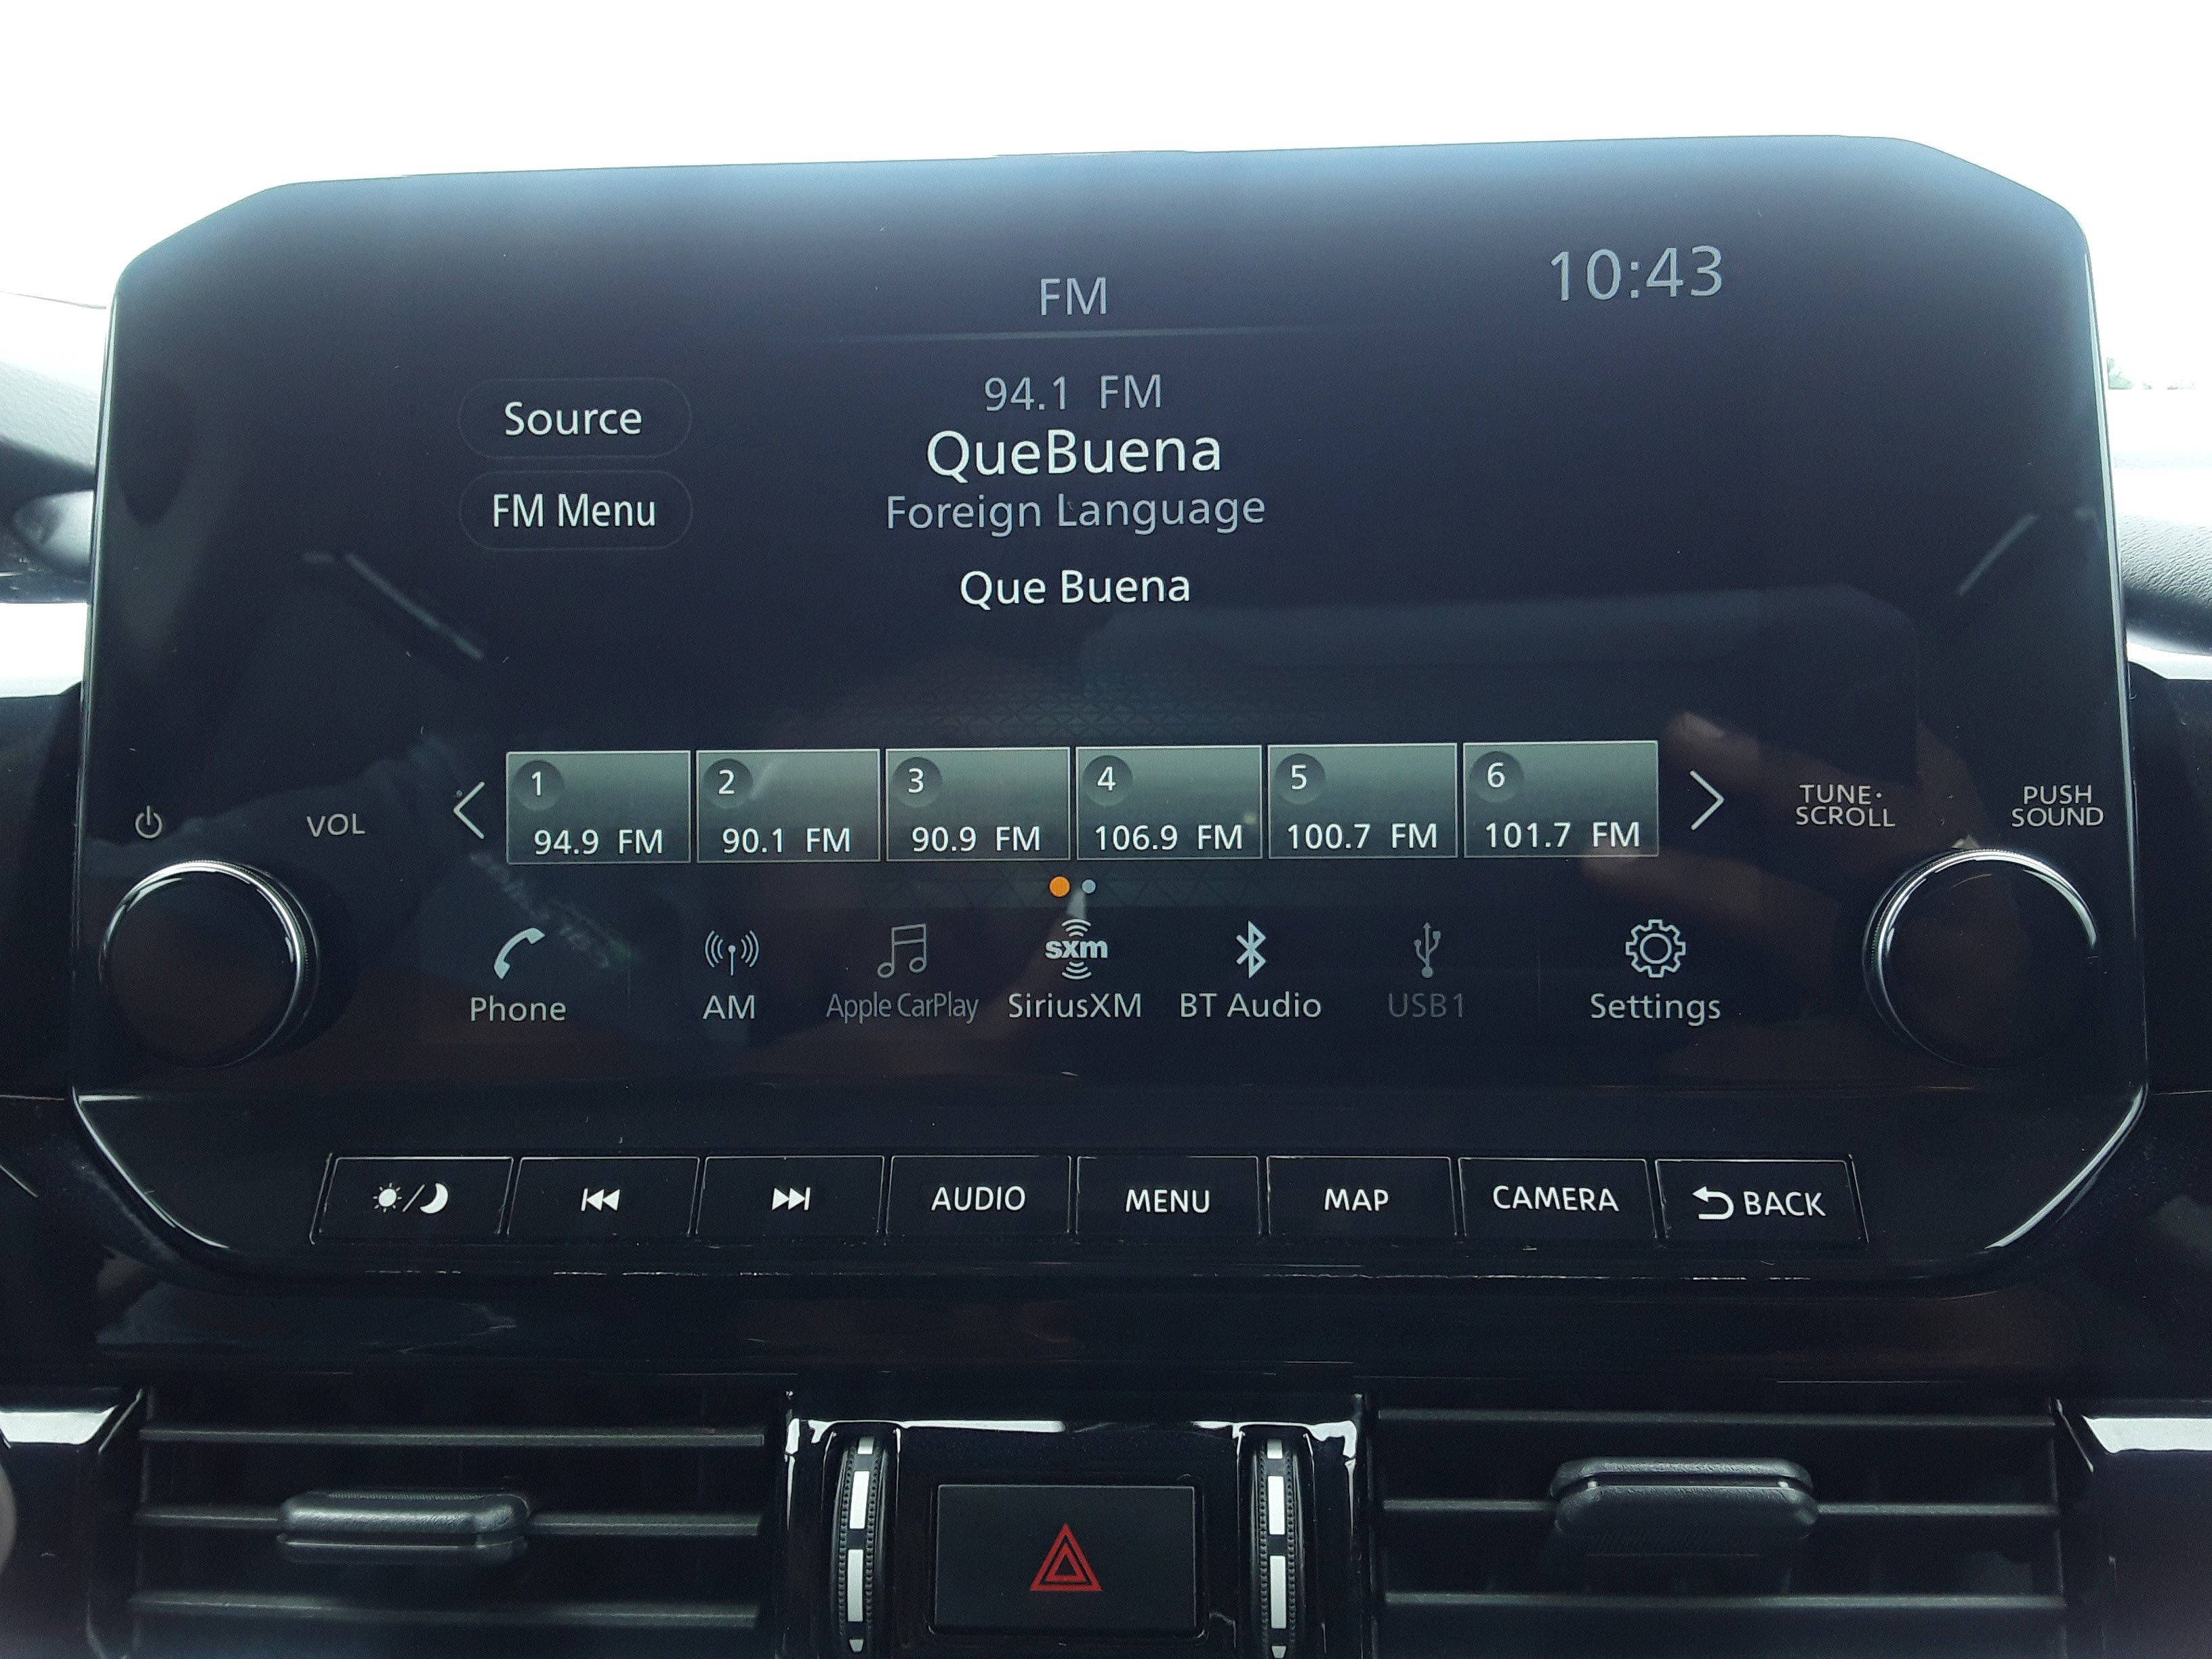 FM
10:43
94.1 FM
Source
QueBuena
FM Menu
Foreign Language
Que Buena
1
2
3
4
5
6
94.9 FM
90.1 FM
90.9 FM
106.9 FM
100.7 FM
101.7 FM
VOL
TUNE·
SCROLL
PUSH
SOUND
sxm
Phone
AM
Apple CarPlay
SiriusXM
BT Audio
USB1
Settings
AUDIO
MENU
MAP
CAMERA
BACK